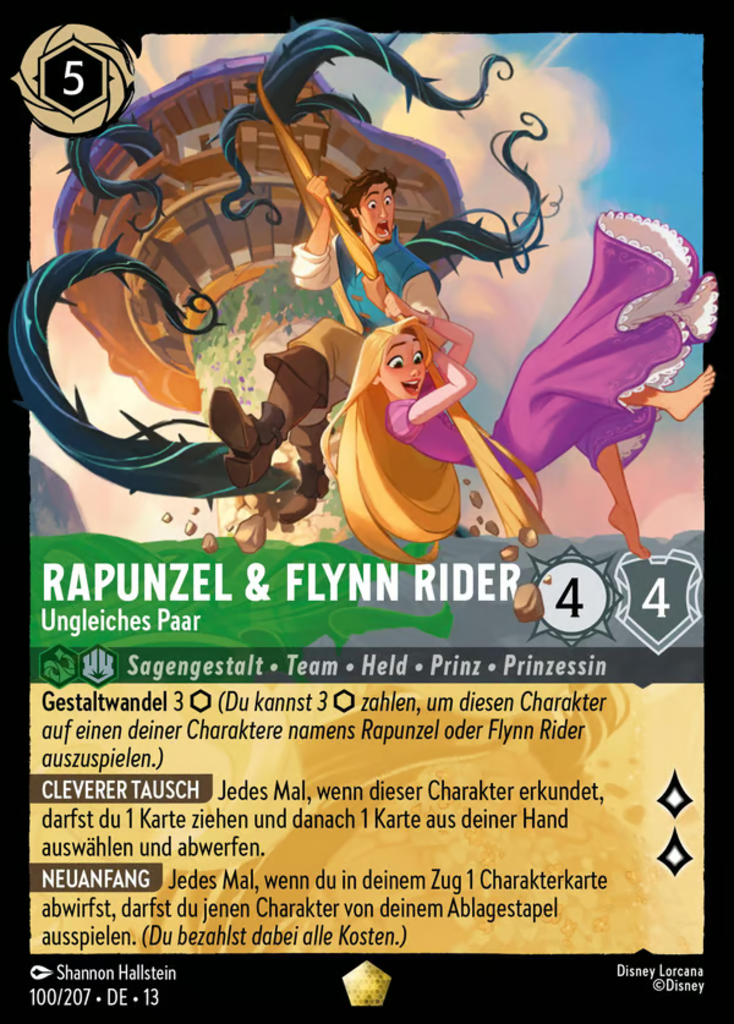 5
RAPUNZEL & FLYNN RIDER
Ungleiches Paar
4
4
Sagengestalt • Team • Held • Prinz • Prinzessin
Gestaltwandel 3 ⬡ (Du kannst 3 ⬡ zahlen, um diesen Charakter
auf einen deiner Charaktere namens Rapunzel oder Flynn Rider
auszuspielen.)
CLEVERER TAUSCH Jedes Mal, wenn dieser Charakter erkundet,
darfst du 1 Karte ziehen und danach 1 Karte aus deiner Hand
auswählen und abwerfen.
NEUANFANG Jedes Mal, wenn du in deinem Zug 1 Charakterkarte
abwirfst, darfst du jenen Charakter von deinem Ablagestapel
ausspielen. (Du bezahlst dabei alle Kosten.)
Shannon Hallstein
100/207 • DE • 13
Disney Lorcana
©Disney